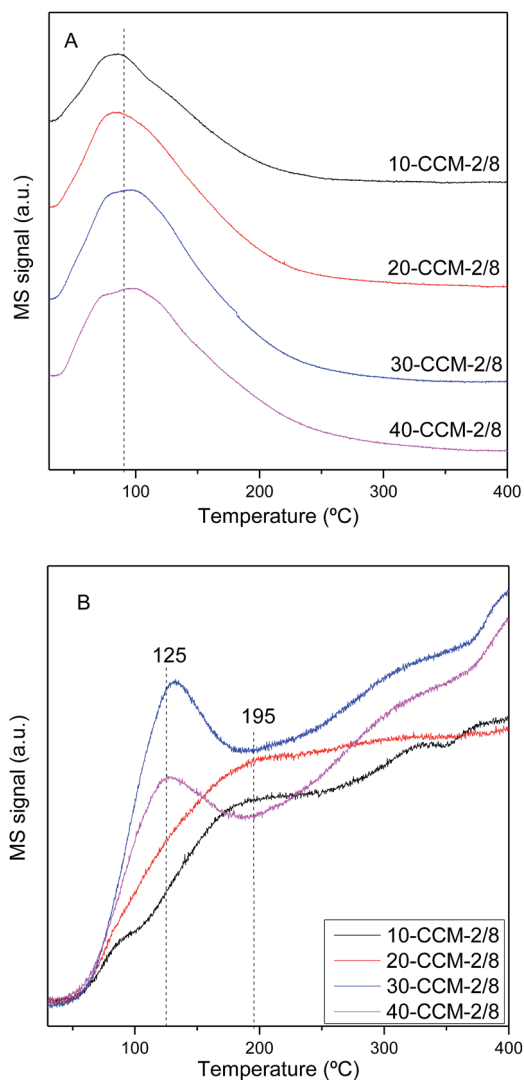 A
10-CCM-2/8
20-CCM-2/8
30-CCM-2/8
40-CCM-2/8
MS signal (a.u.)
100 200 300 400
Temperature (ºC)
B
125
195
MS signal (a.u.)
10-CCM-2/8
20-CCM-2/8
30-CCM-2/8
40-CCM-2/8
100 200 300 400
Temperature (ºC)